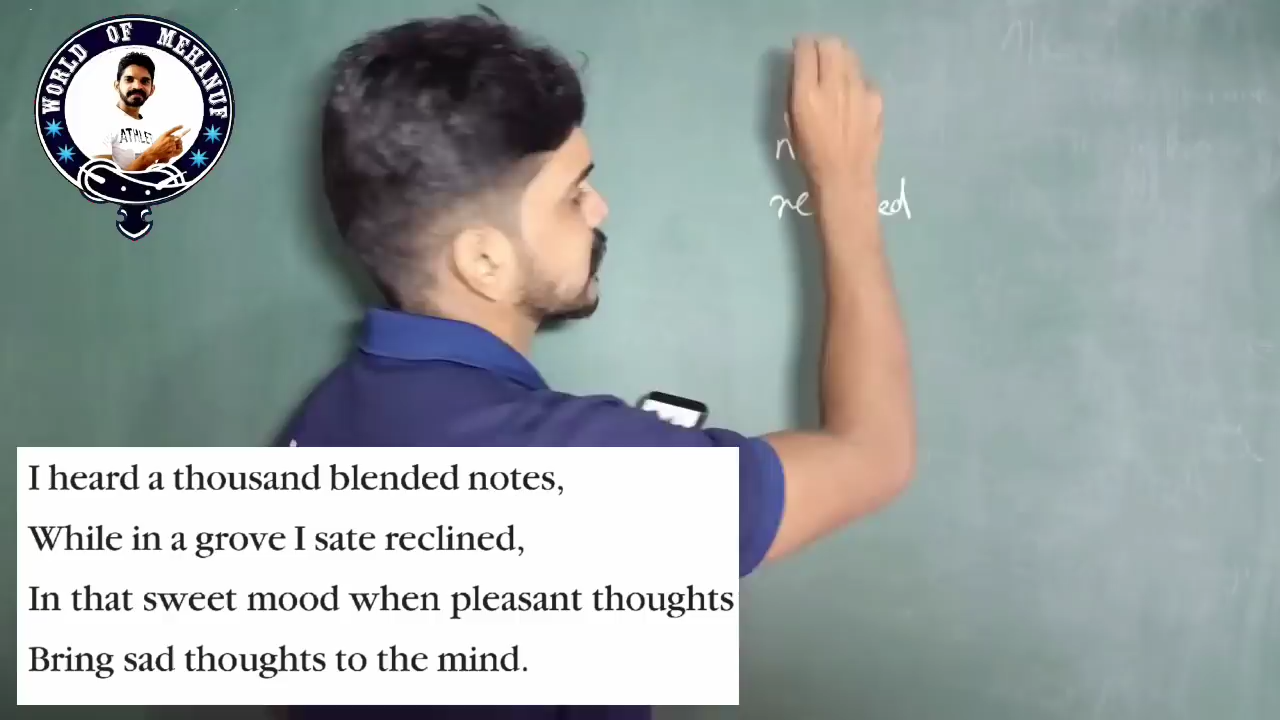 WORLD OF MEHANUF
ATHLE
I heard a thousand blended notes,
While in a grove I sate reclined,
In that sweet mood when pleasant thoughts
Bring sad thoughts to the mind.